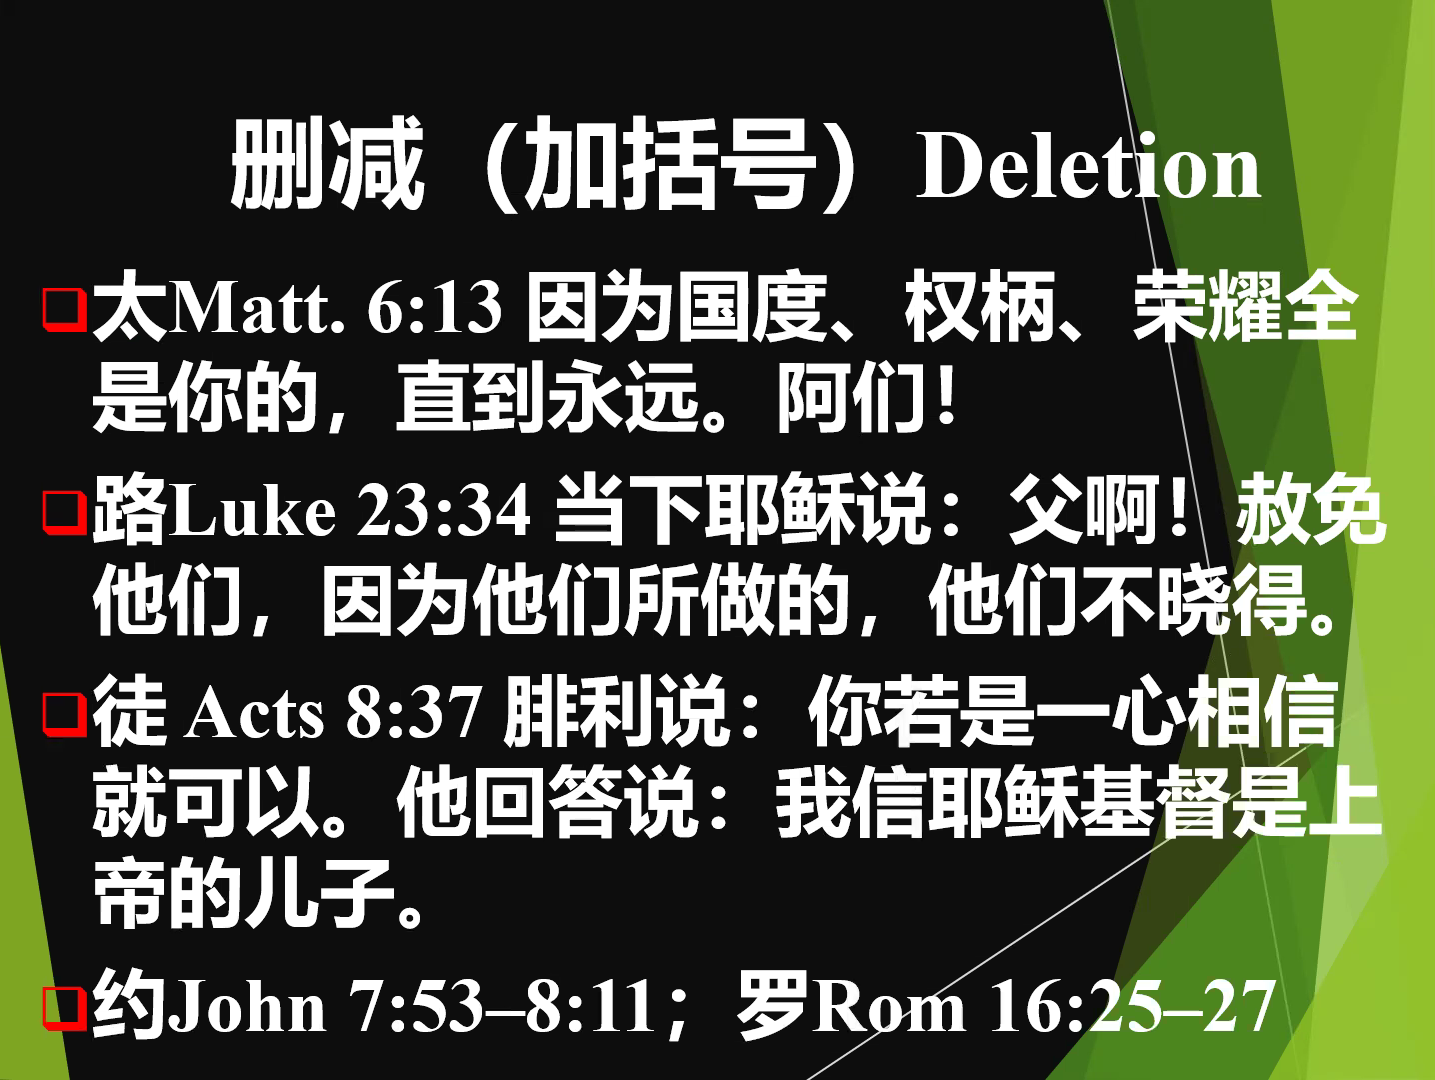 删减（加括号）Deletion
太Matt. 6:13 因为国度、权柄、荣耀全
是你的，直到永远。阿们！
路Luke 23:34 当下耶稣说：父啊！赦免
他们，因为他们所做的，他们不晓得。
徒 Acts 8:37 腓利说：你若是一心相信
就可以。他回答说：我信耶稣基督是上
帝的儿子。
约John 7:53–8:11；罗Rom 16:25–27